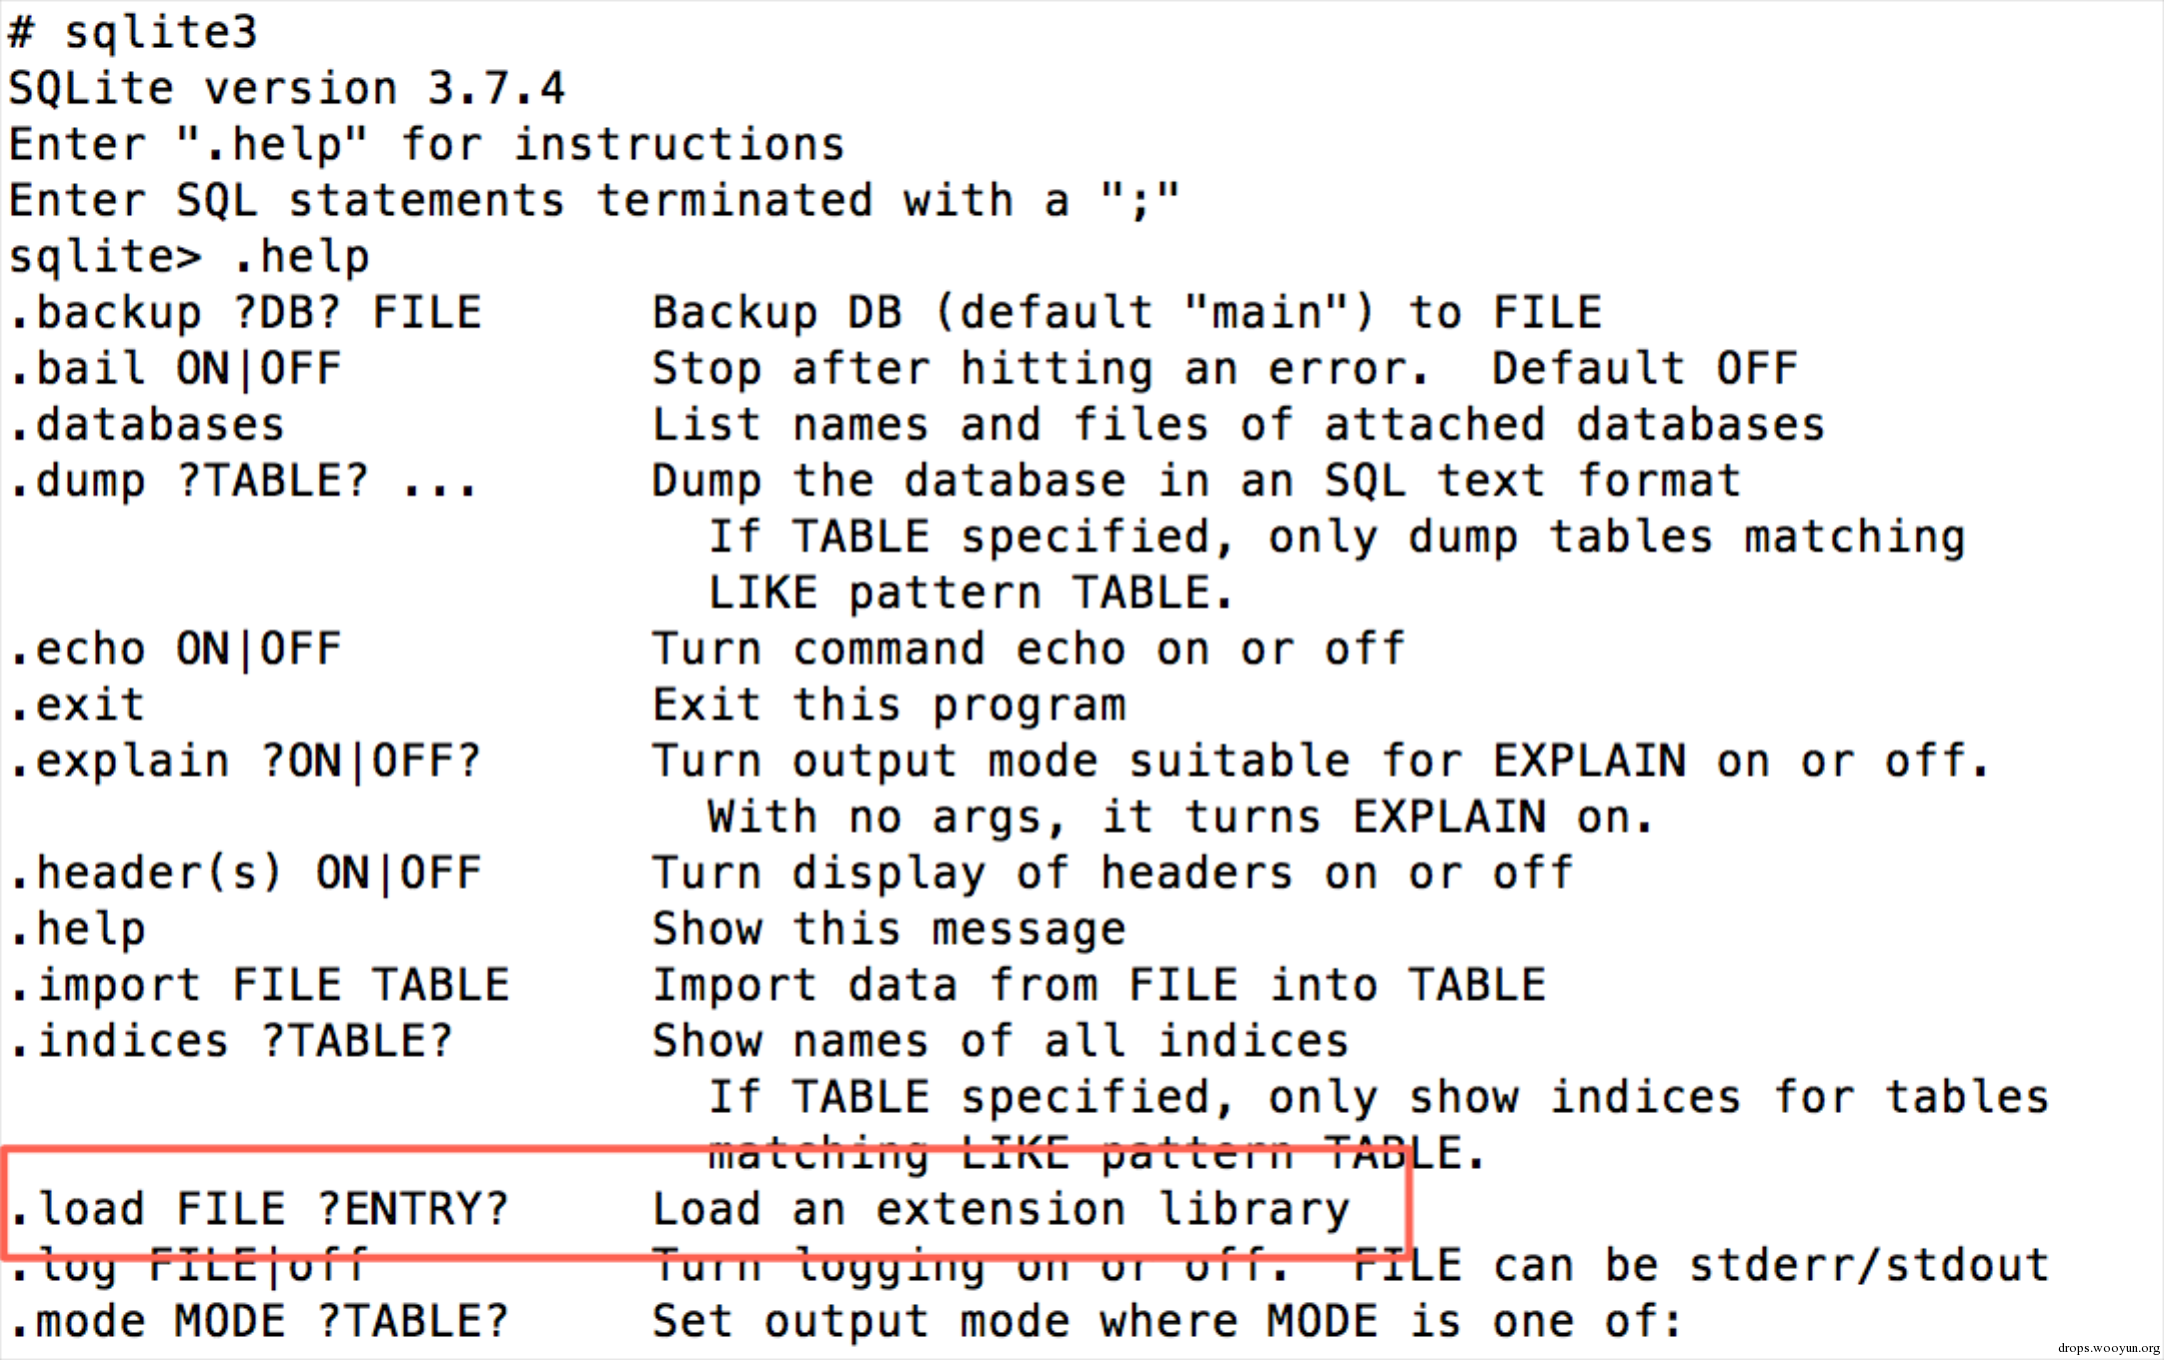 # sqlite3
SQLite version 3.7.4
Enter ".help" for instructions
Enter SQL statements terminated with a ";"
sqlite> .help
.backup ?DB? FILE      Backup DB (default "main") to FILE
.bail ON|OFF           Stop after hitting an error.  Default OFF
.databases             List names and files of attached databases
.dump ?TABLE? ...      Dump the database in an SQL text format
                         If TABLE specified, only dump tables matching
                         LIKE pattern TABLE.
.echo ON|OFF           Turn command echo on or off
.exit                  Exit this program
.explain ?ON|OFF?      Turn output mode suitable for EXPLAIN on or off.
                         With no args, it turns EXPLAIN on.
.header(s) ON|OFF      Turn display of headers on or off
.help                  Show this message
.import FILE TABLE     Import data from FILE into TABLE
.indices ?TABLE?       Show names of all indices
                         If TABLE specified, only show indices for tables
                         matching LIKE pattern TABLE.
.load FILE ?ENTRY?     Load an extension library
.log FILE|off          Turn logging on or off.  FILE can be stderr/stdout
.mode MODE ?TABLE?     Set output mode where MODE is one of:
drops.wooyun.org